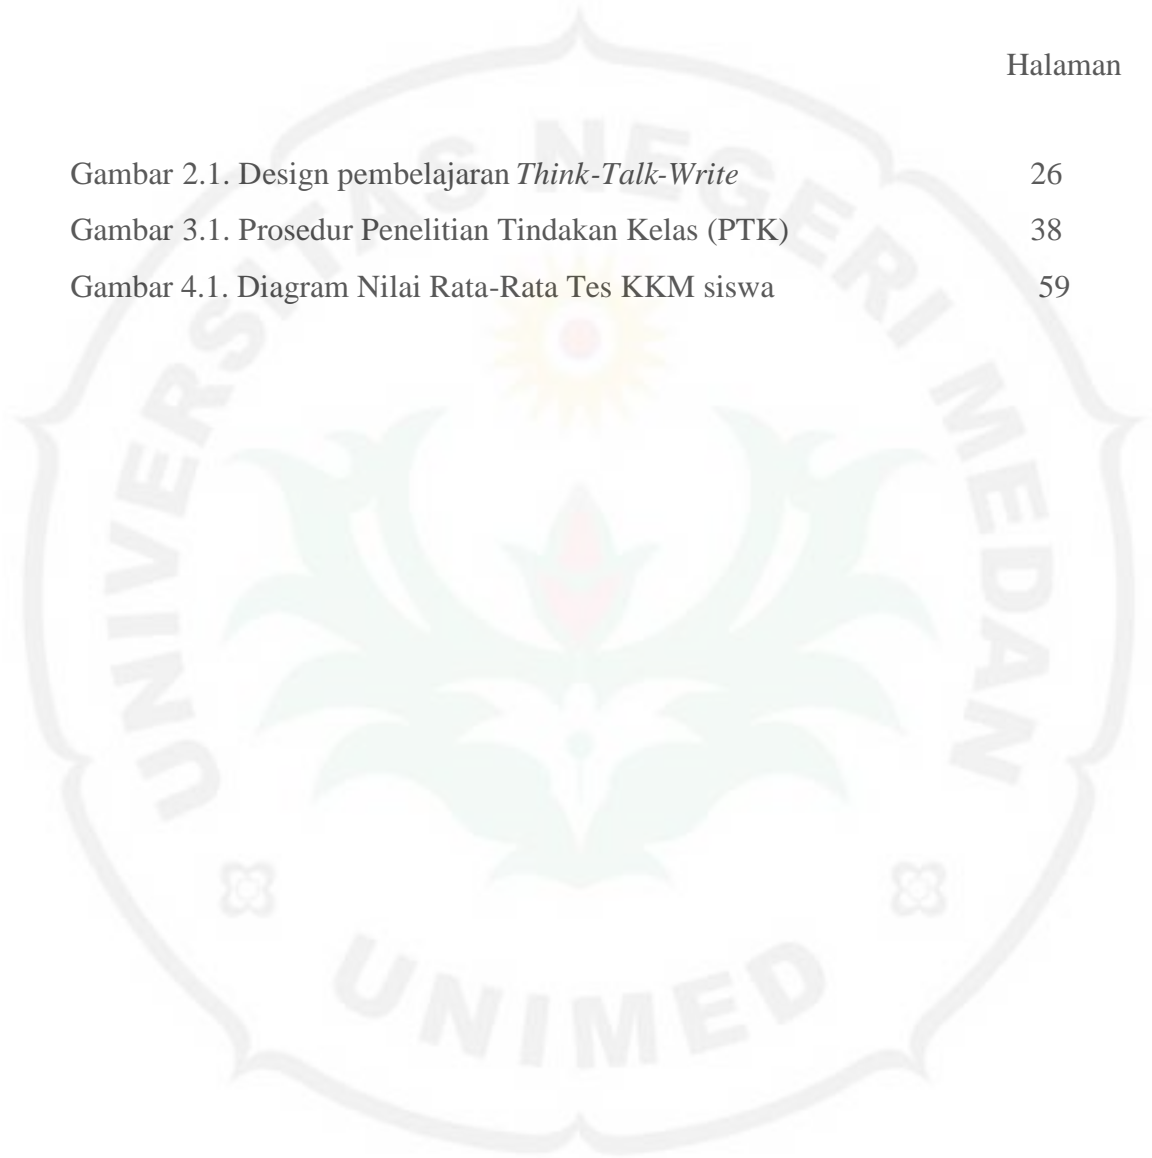 Halaman
Gambar 2.1. Design pembelajaran Think-Talk-Write 26
Gambar 3.1. Prosedur Penelitian Tindakan Kelas (PTK) 38
Gambar 4.1. Diagram Nilai Rata-Rata Tes KKM siswa 59
UNIVERSITAS NEGERI MEDAN
UNIMED